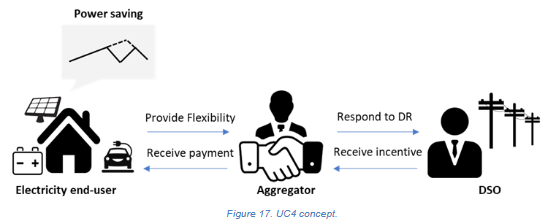 Power saving
Provide Flexibility
Respond to DR
Receive payment
Receive incentive
Electricity end-user
Aggregator
DSO
Figure 17. UC4 concept.